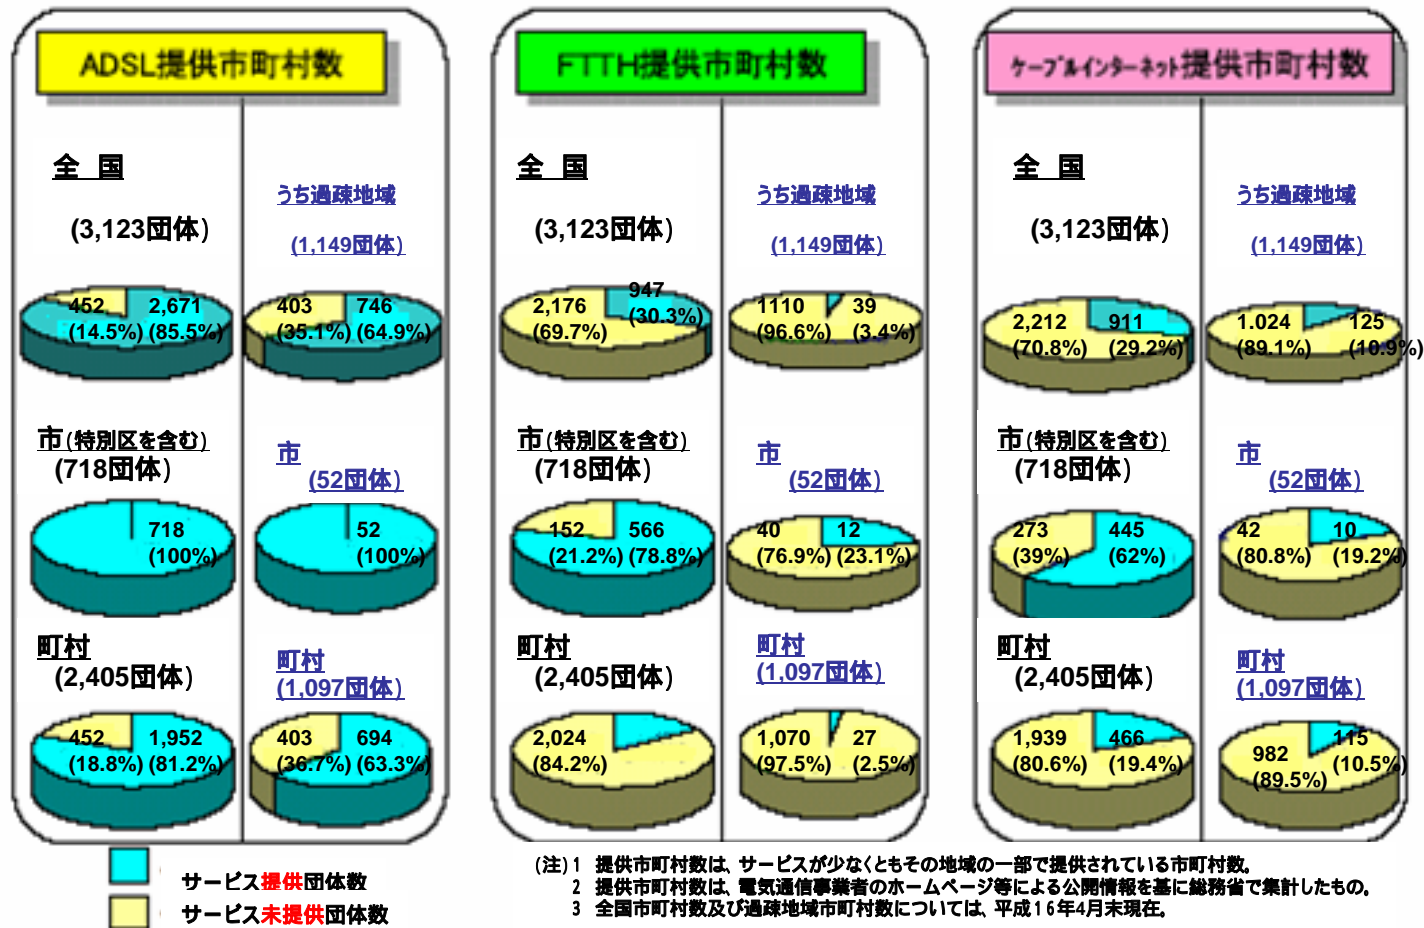 ADSL提供市町村数
全 国
(3,123団体)
うち過疎地域
(1,149団体)
452 2,671
(14.5%) (85.5%)
403 746
(35.1%) (64.9%)
市(特別区を含む)
(718団体)
市
(52団体)
718
(100%)
52
(100%)
町村
(2,405団体)
町村
(1,097団体)
452 1,952
(18.8%) (81.2%)
403 694
(36.7%) (63.3%)
FTTH提供市町村数
全 国
(3,123団体)
うち過疎地域
(1,149団体)
2,176 947
(69.7%) (30.3%)
1110 39
(96.6%) (3.4%)
市(特別区を含む)
(718団体)
市
(52団体)
152 566
(21.2%) (78.8%)
40 12
(76.9%) (23.1%)
町村
(2,405団体)
町村
(1,097団体)
2,024
(84.2%)
1,070 27
(97.5%) (2.5%)
ケーブルインターネット提供市町村数
全 国
(3,123団体)
うち過疎地域
(1,149団体)
2,212 911
(70.8%) (29.2%)
1.024 125
(89.1%) (10.9%)
市(特別区を含む)
(718団体)
市
(52団体)
273 445
(39%) (62%)
42 10
(80.8%) (19.2%)
町村
(2,405団体)
町村
(1,097団体)
1,939 466
(80.6%) (19.4%)
982 115
(89.5%) (10.5%)
サービス提供団体数
サービス未提供団体数
(注) 1 提供市町村数は、サービスが少なくともその地域の一部で提供されている市町村数。
2 提供市町村数は、電気通信事業者のホームページ等による公開情報を基に総務省で集計したもの。
3 全国市町村数及び過疎地域市町村数については、平成16年4月末現在。